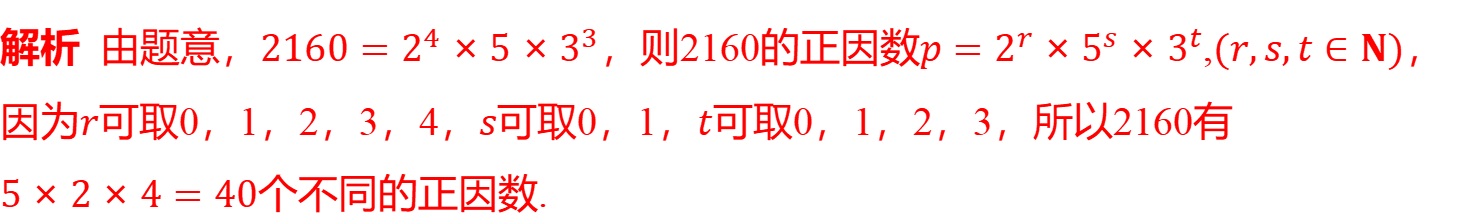 解析 由题意，2160 = 2⁴ × 5 × 3³，则2160的正因数p = 2ʳ × 5ˢ × 3ᵗ,(r, s, t ∈ N)，
因为r可取0，1，2，3，4，s可取0，1，t可取0，1，2，3，所以2160有
5 × 2 × 4 = 40个不同的正因数.